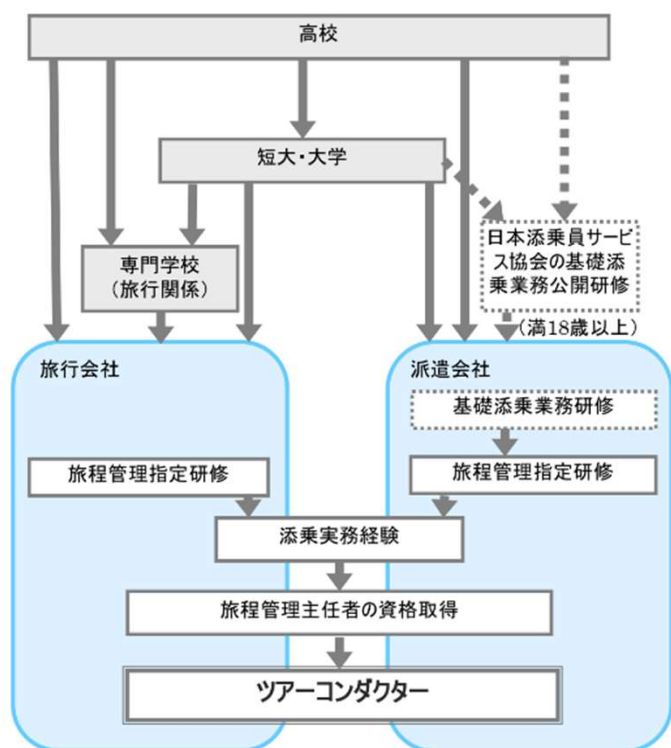 高校
短大・大学
専門学校
(旅行関係)
日本添乗員サービ
ス協会の基礎添
乗業務公開研修
(満18歳以上)
旅行会社
派遣会社
基礎添乗業務研修
旅程管理指定研修
旅程管理指定研修
添乗実務経験
旅程管理主任者の資格取得
ツアーコンダクター